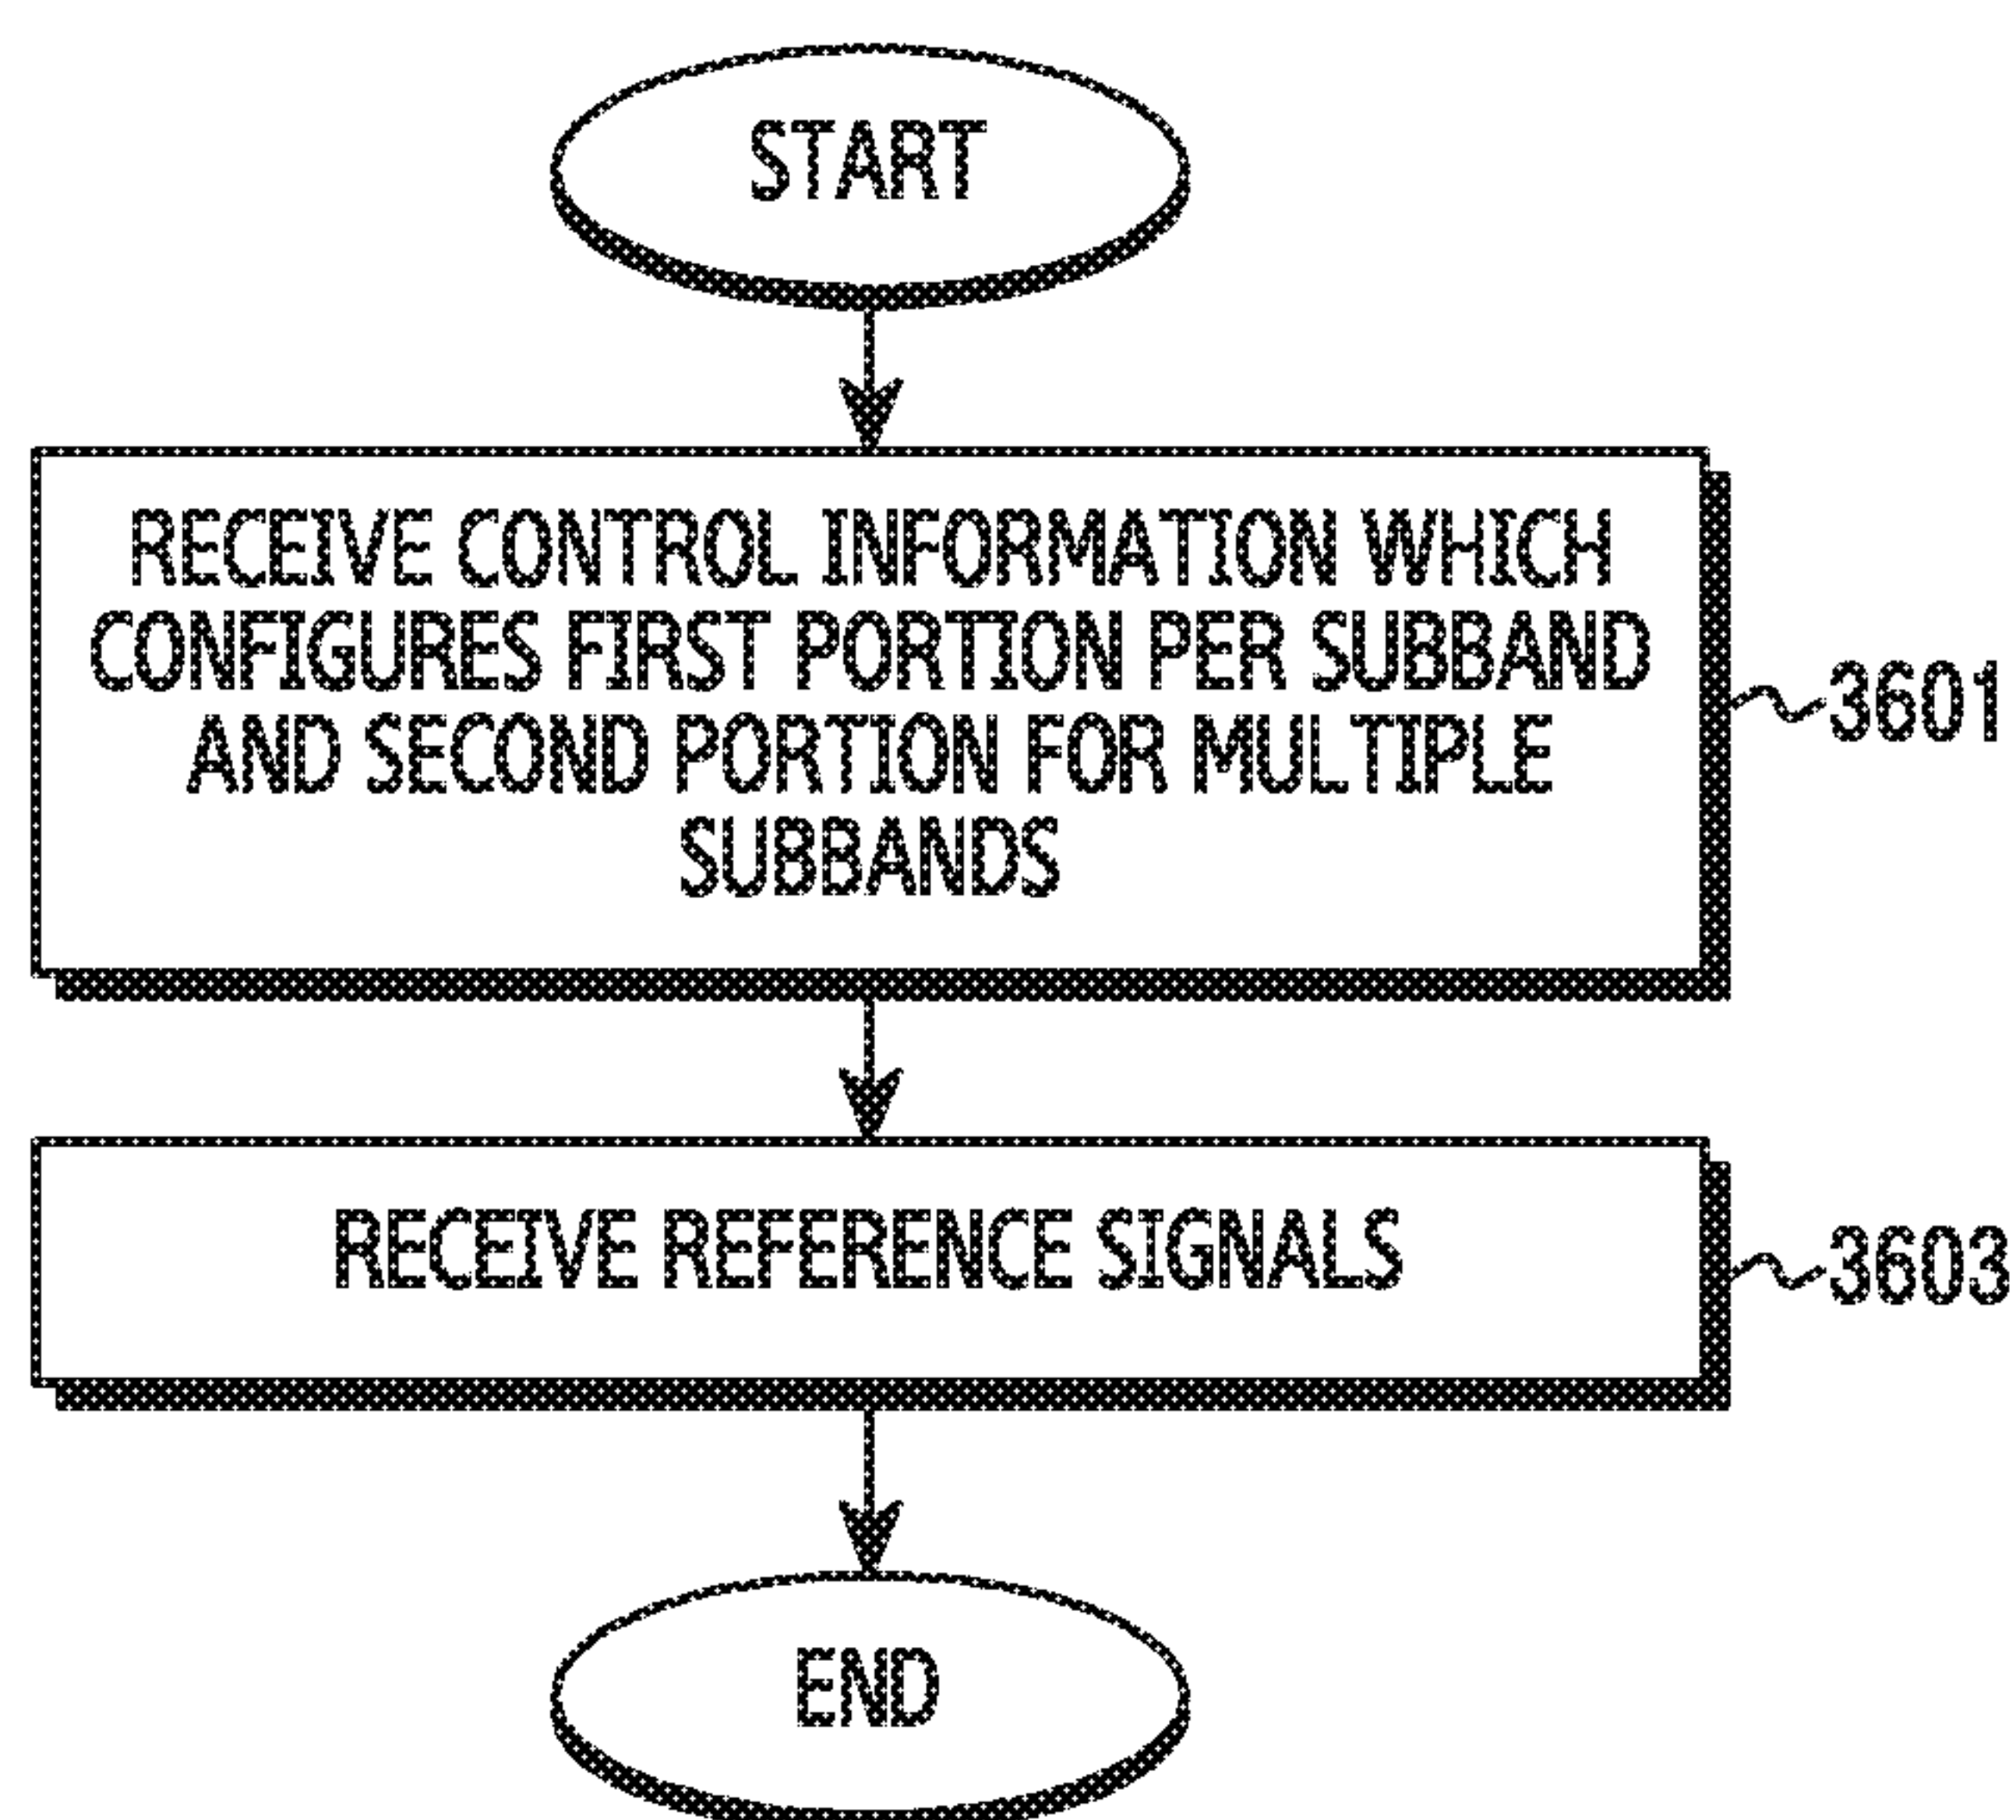 START
RECEIVE CONTROL INFORMATION WHICH
CONFIGURES FIRST PORTION PER SUBBAND
AND SECOND PORTION FOR MULTIPLE
SUBBANDS
3601
RECEIVE REFERENCE SIGNALS
3603
END